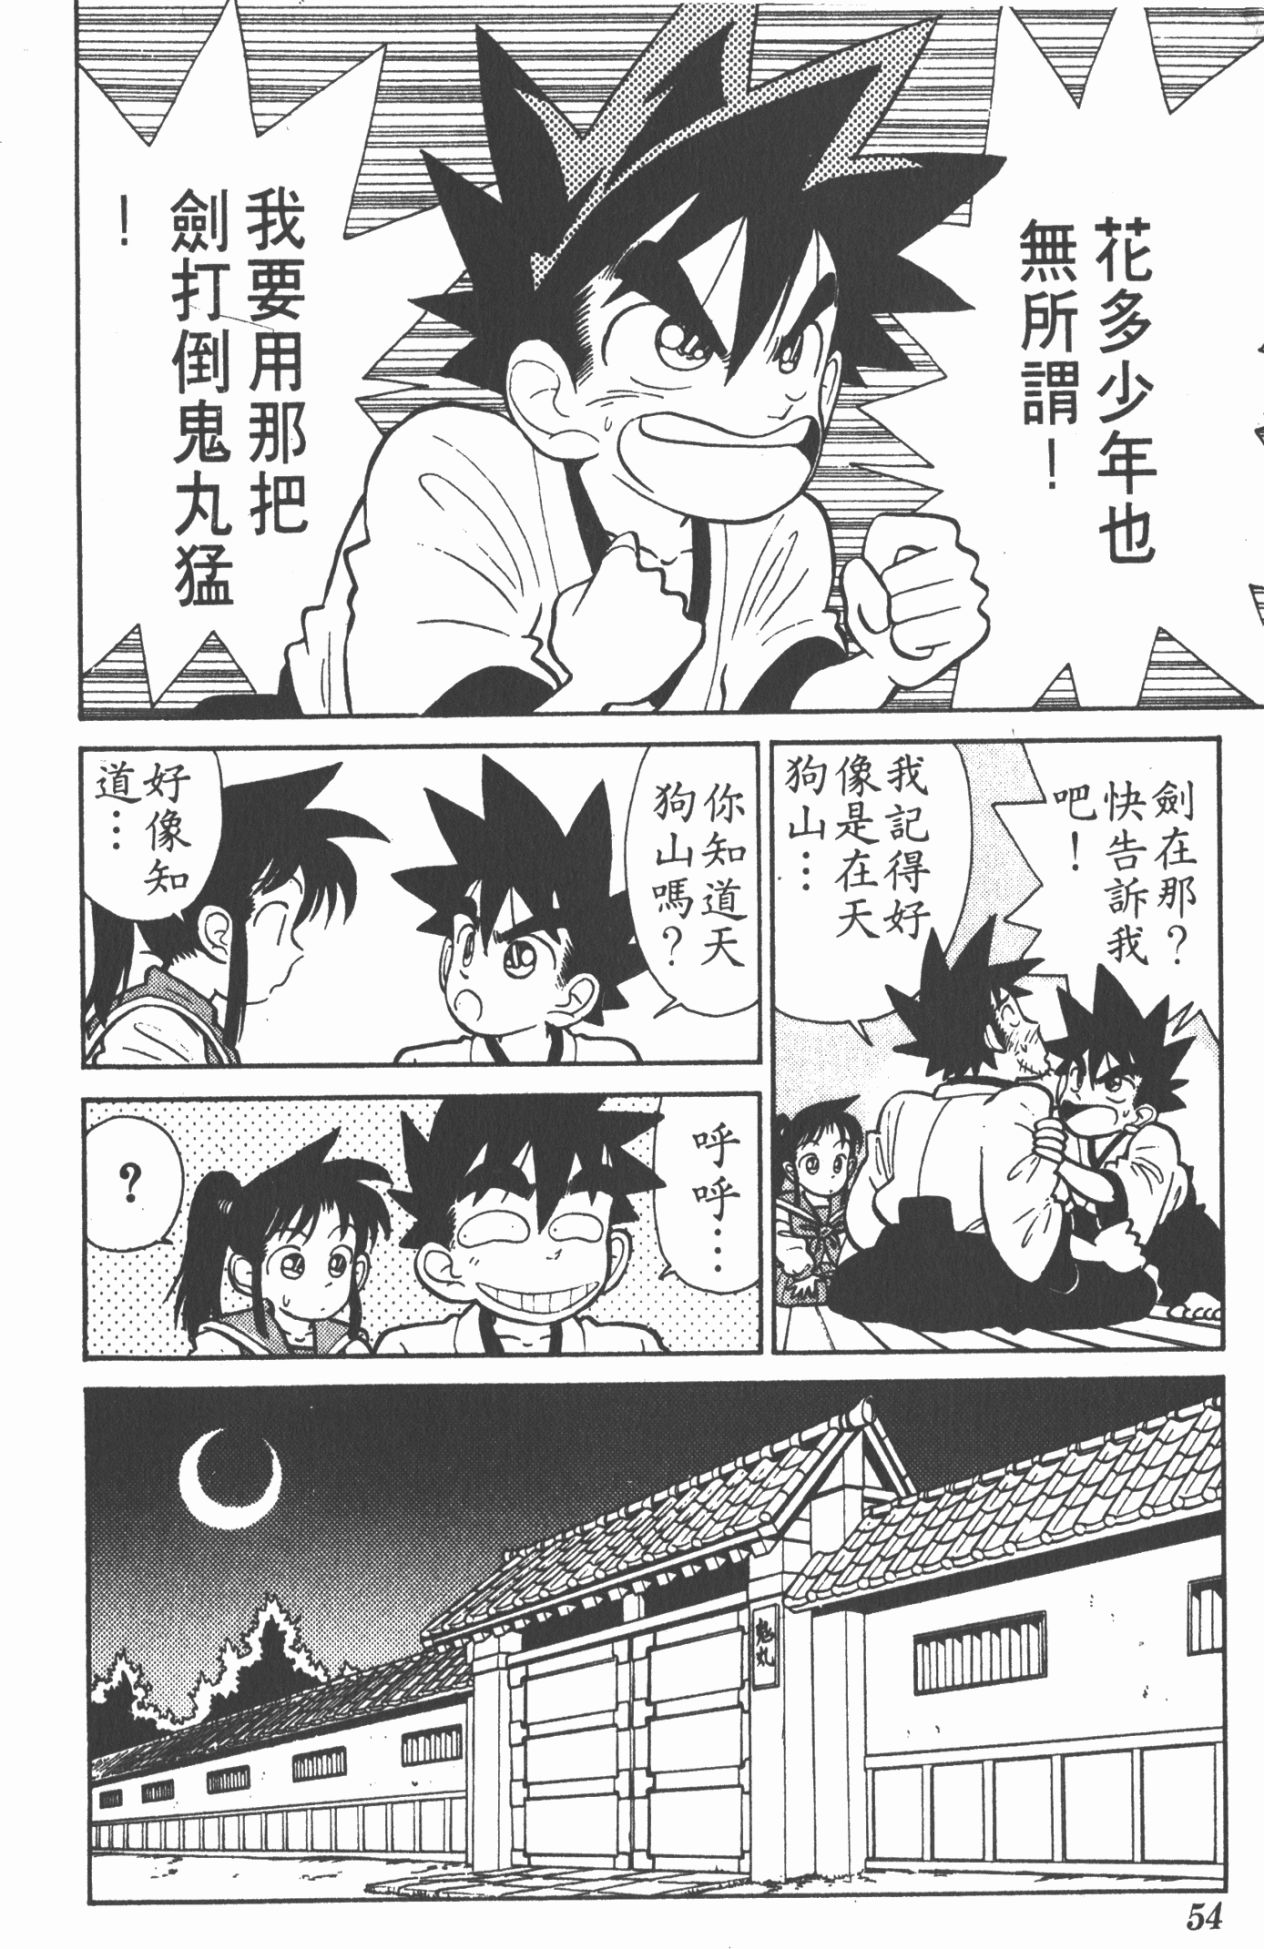 花多少年也
無所謂！
我要用那把
劍打倒鬼丸猛
！
劍在那？
快告訴我
吧！
我記得好
像是在天
狗山…
你知道天
狗山嗎？
好像知
道…
呼呼…
？
鬼丸
54